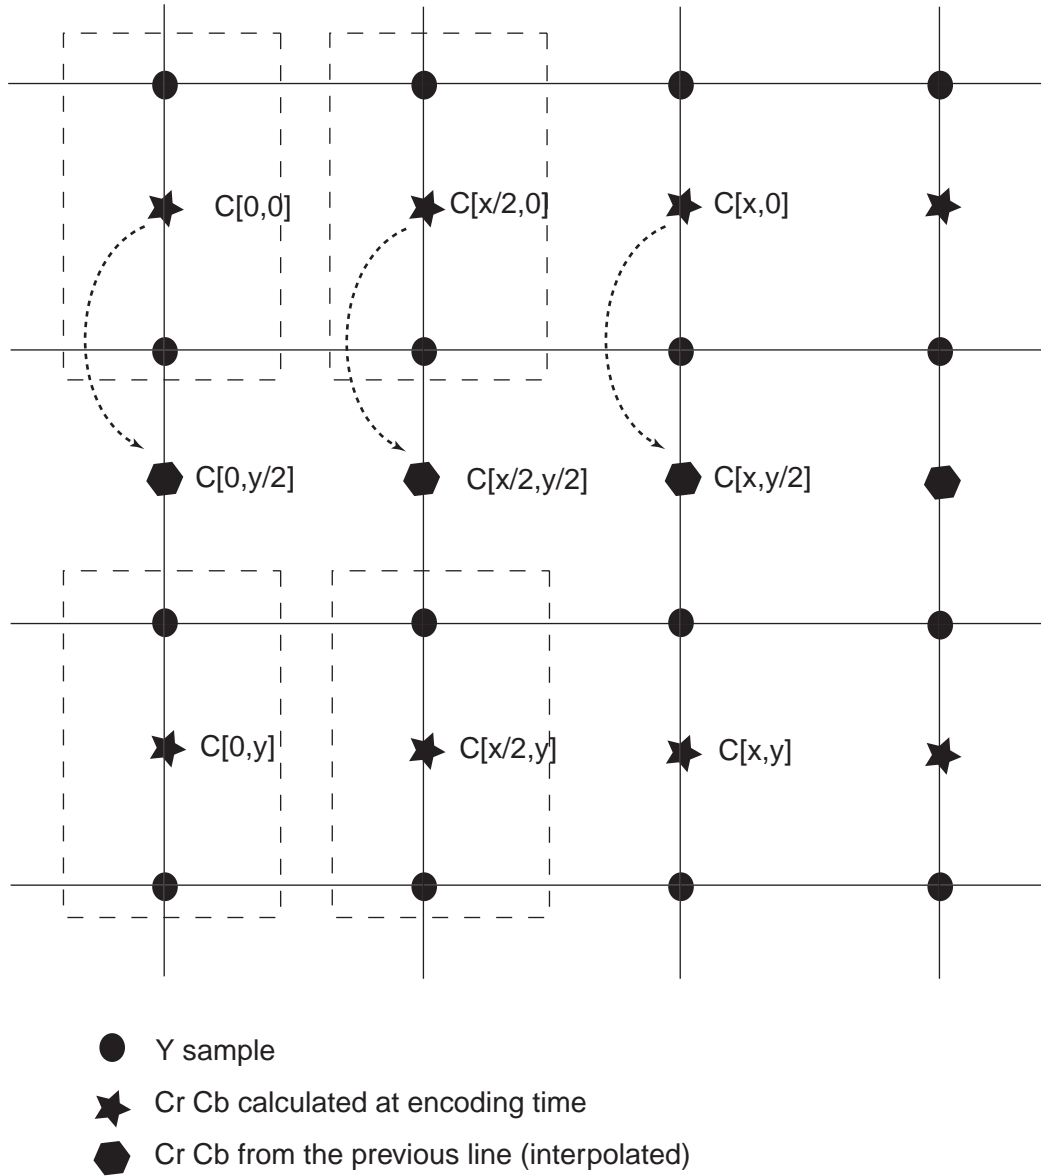 C[0,0] C[x/2,0] C[x,0]
C[0,y/2] C[x/2,y/2] C[x,y/2]
C[0,y] C[x/2,y] C[x,y]
Y sample
Cr Cb calculated at encoding time
Cr Cb from the previous line (interpolated)